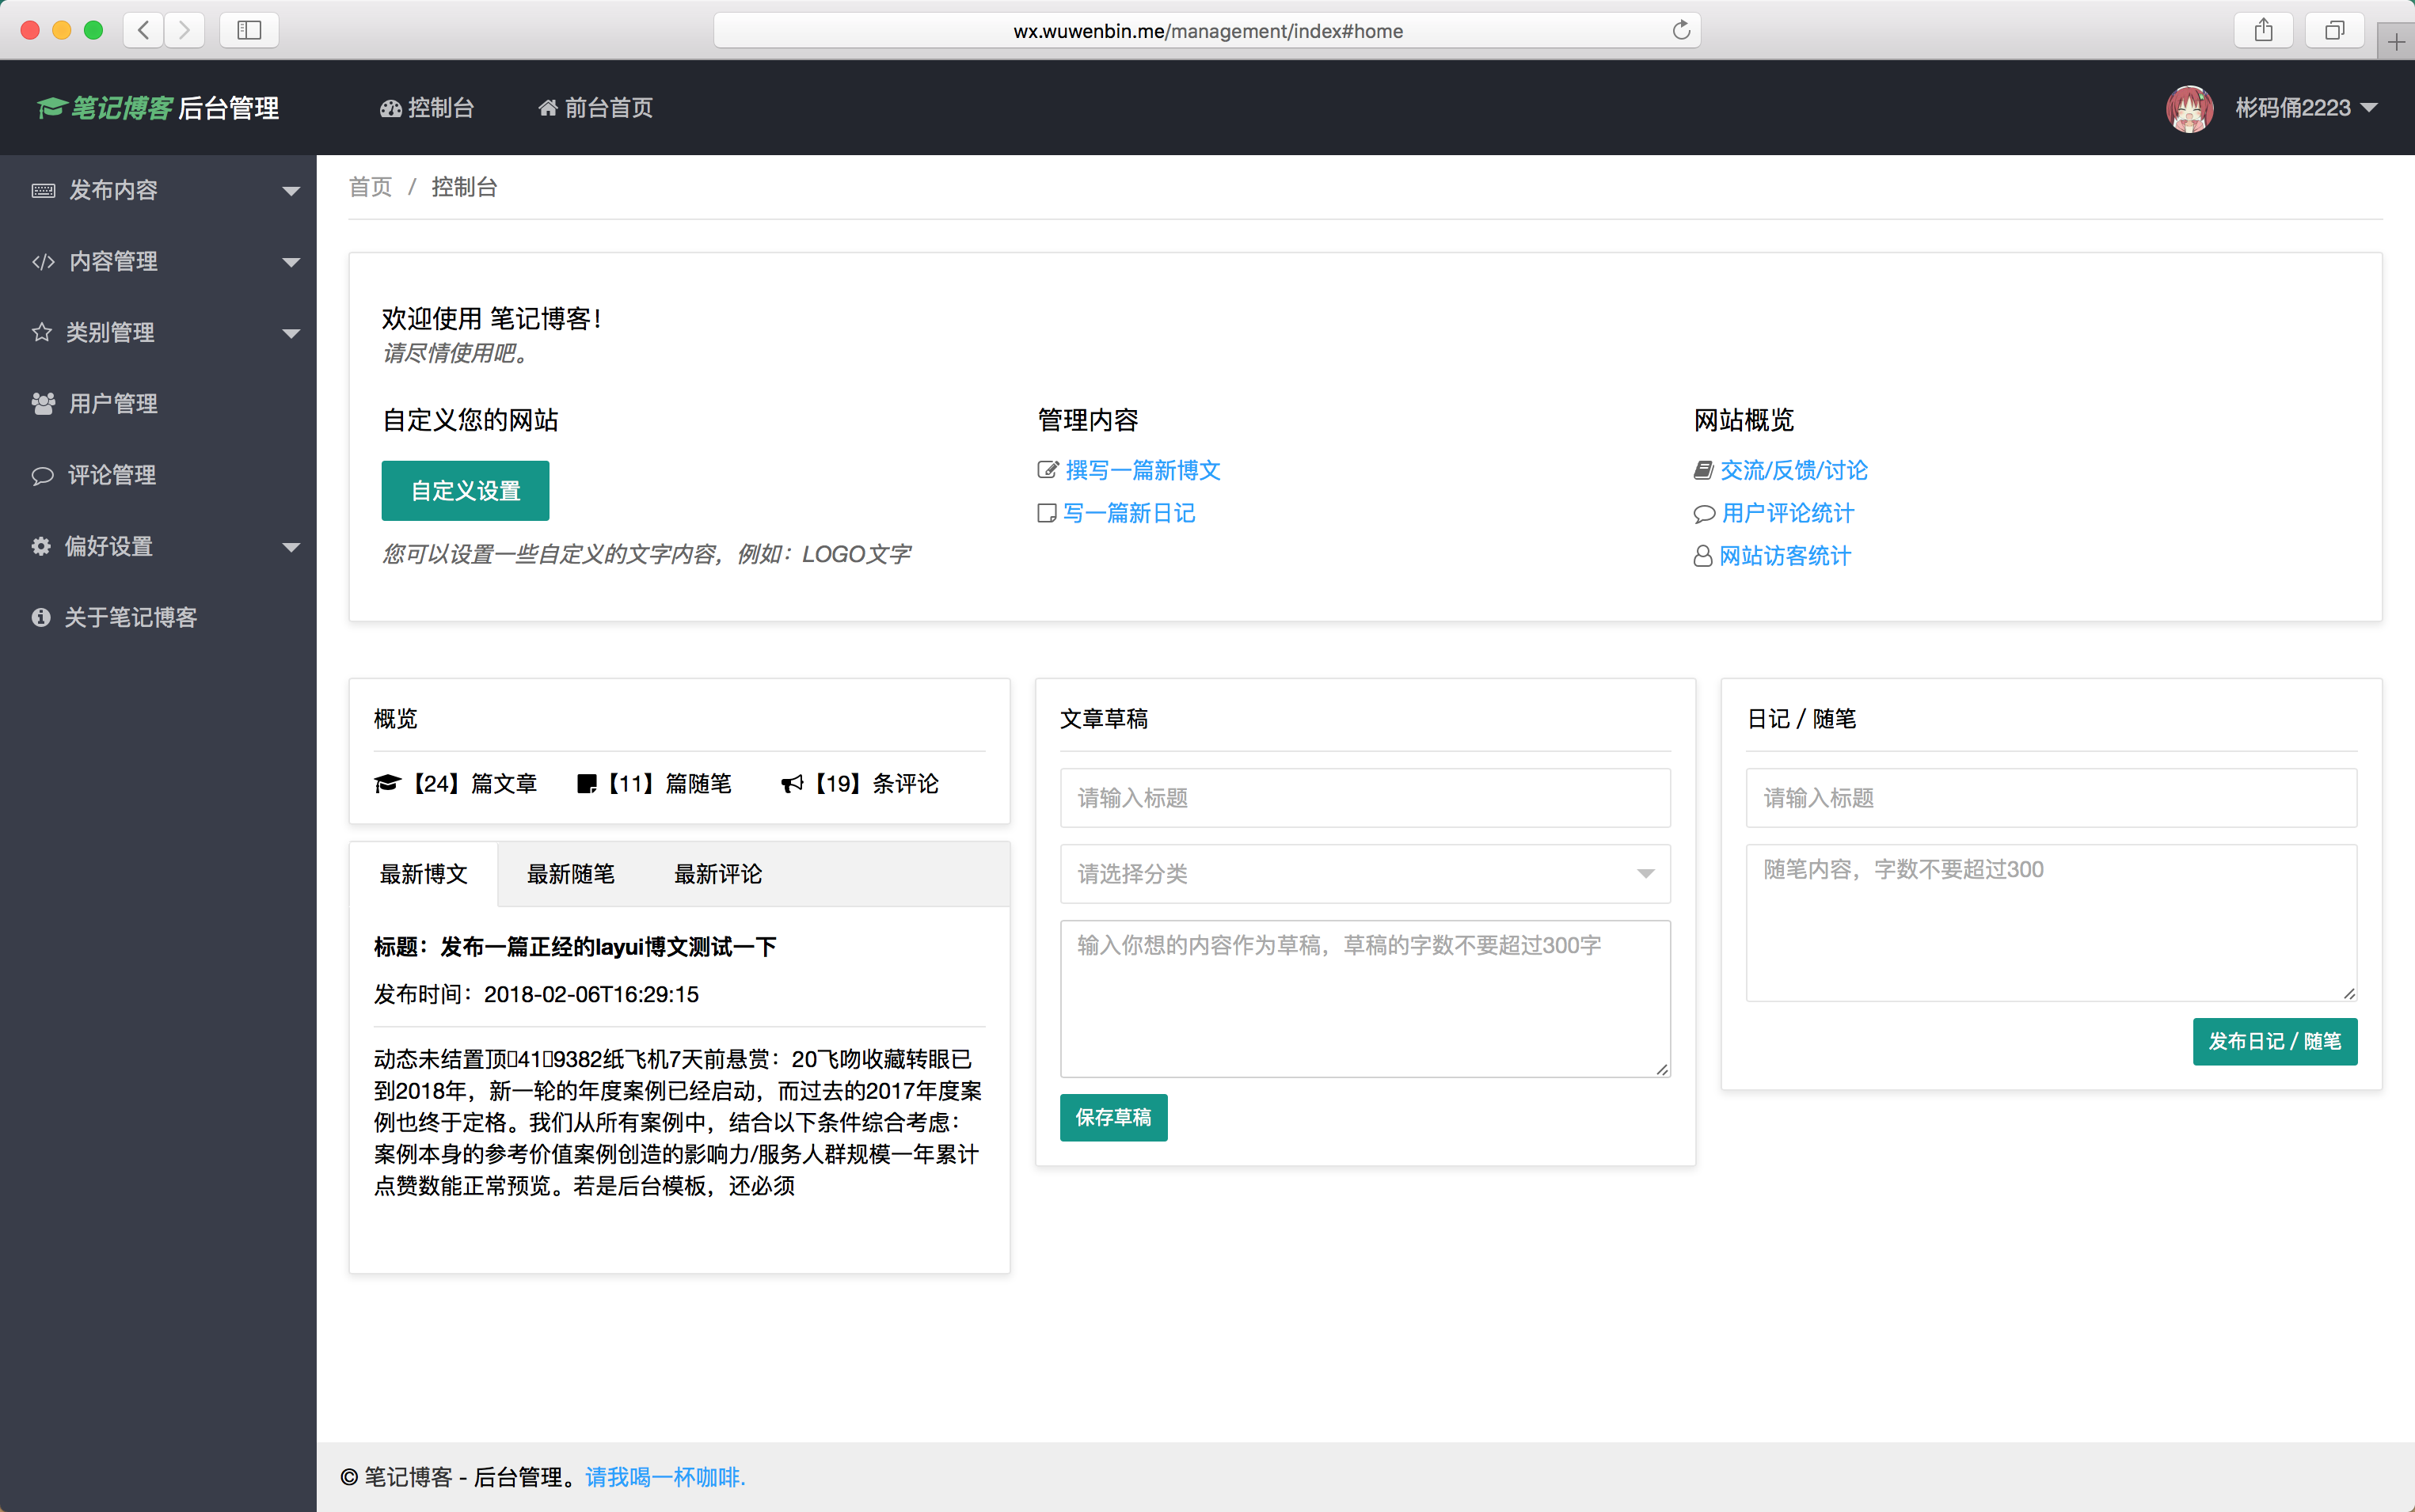 wx.wuwenbin.me/management/index#home
笔记博客 后台管理
控制台
前台首页
彬码俑2223
发布内容
内容管理
类别管理
用户管理
评论管理
偏好设置
关于笔记博客
首页 / 控制台
欢迎使用 笔记博客！
请尽情使用吧。
自定义您的网站
自定义设置
您可以设置一些自定义的文字内容，例如：LOGO文字
管理内容
撰写一篇新博文
写一篇新日记
网站概览
交流/反馈/讨论
用户评论统计
网站访客统计
概览
【24】篇文章 【11】篇随笔 【19】条评论
最新博文 最新随笔 最新评论
标题：发布一篇正经的layui博文测试一下
发布时间：2018-02-06T16:29:15
动态未结置顶▯41▯9382纸飞机7天前悬赏：20飞吻收藏转眼已
到2018年，新一轮的年度案例已经启动，而过去的2017年度案
例也终于定格。我们从所有案例中，结合以下条件综合考虑：
案例本身的参考价值案例创造的影响力/服务人群规模一年累计
点赞数能正常预览。若是后台模板，还必须
文章草稿
请输入标题
请选择分类
输入你想的内容作为草稿，草稿的字数不要超过300字
保存草稿
日记 / 随笔
请输入标题
随笔内容，字数不要超过300
发布日记 / 随笔
© 笔记博客 - 后台管理。请我喝一杯咖啡.